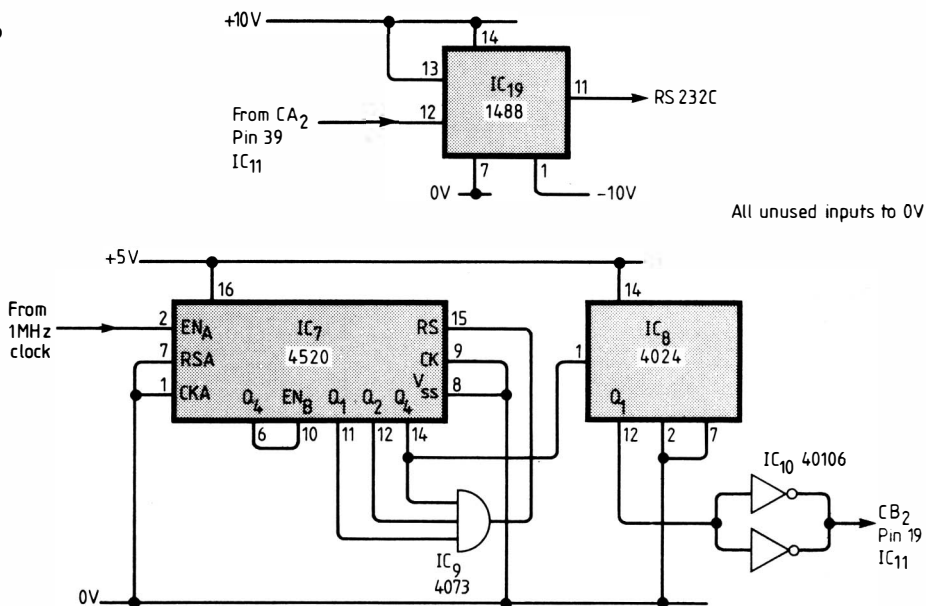 +10V
14
13
IC19
1488
11
RS 232C
From CA2
Pin 39
IC11
12
7
1
0V
-10V
All unused inputs to 0V
+5V
16
14
From
1MHz
clock
2
ENA
IC7
4520
RS
15
7
RSA
CK
9
1
CKA
VSS
8
Q4
ENB
Q1
Q2
Q4
6
10
11
12
14
1
IC8
4024
Q1
12
2
7
IC10 40106
CB2
Pin 19
IC11
IC9
4073
0V